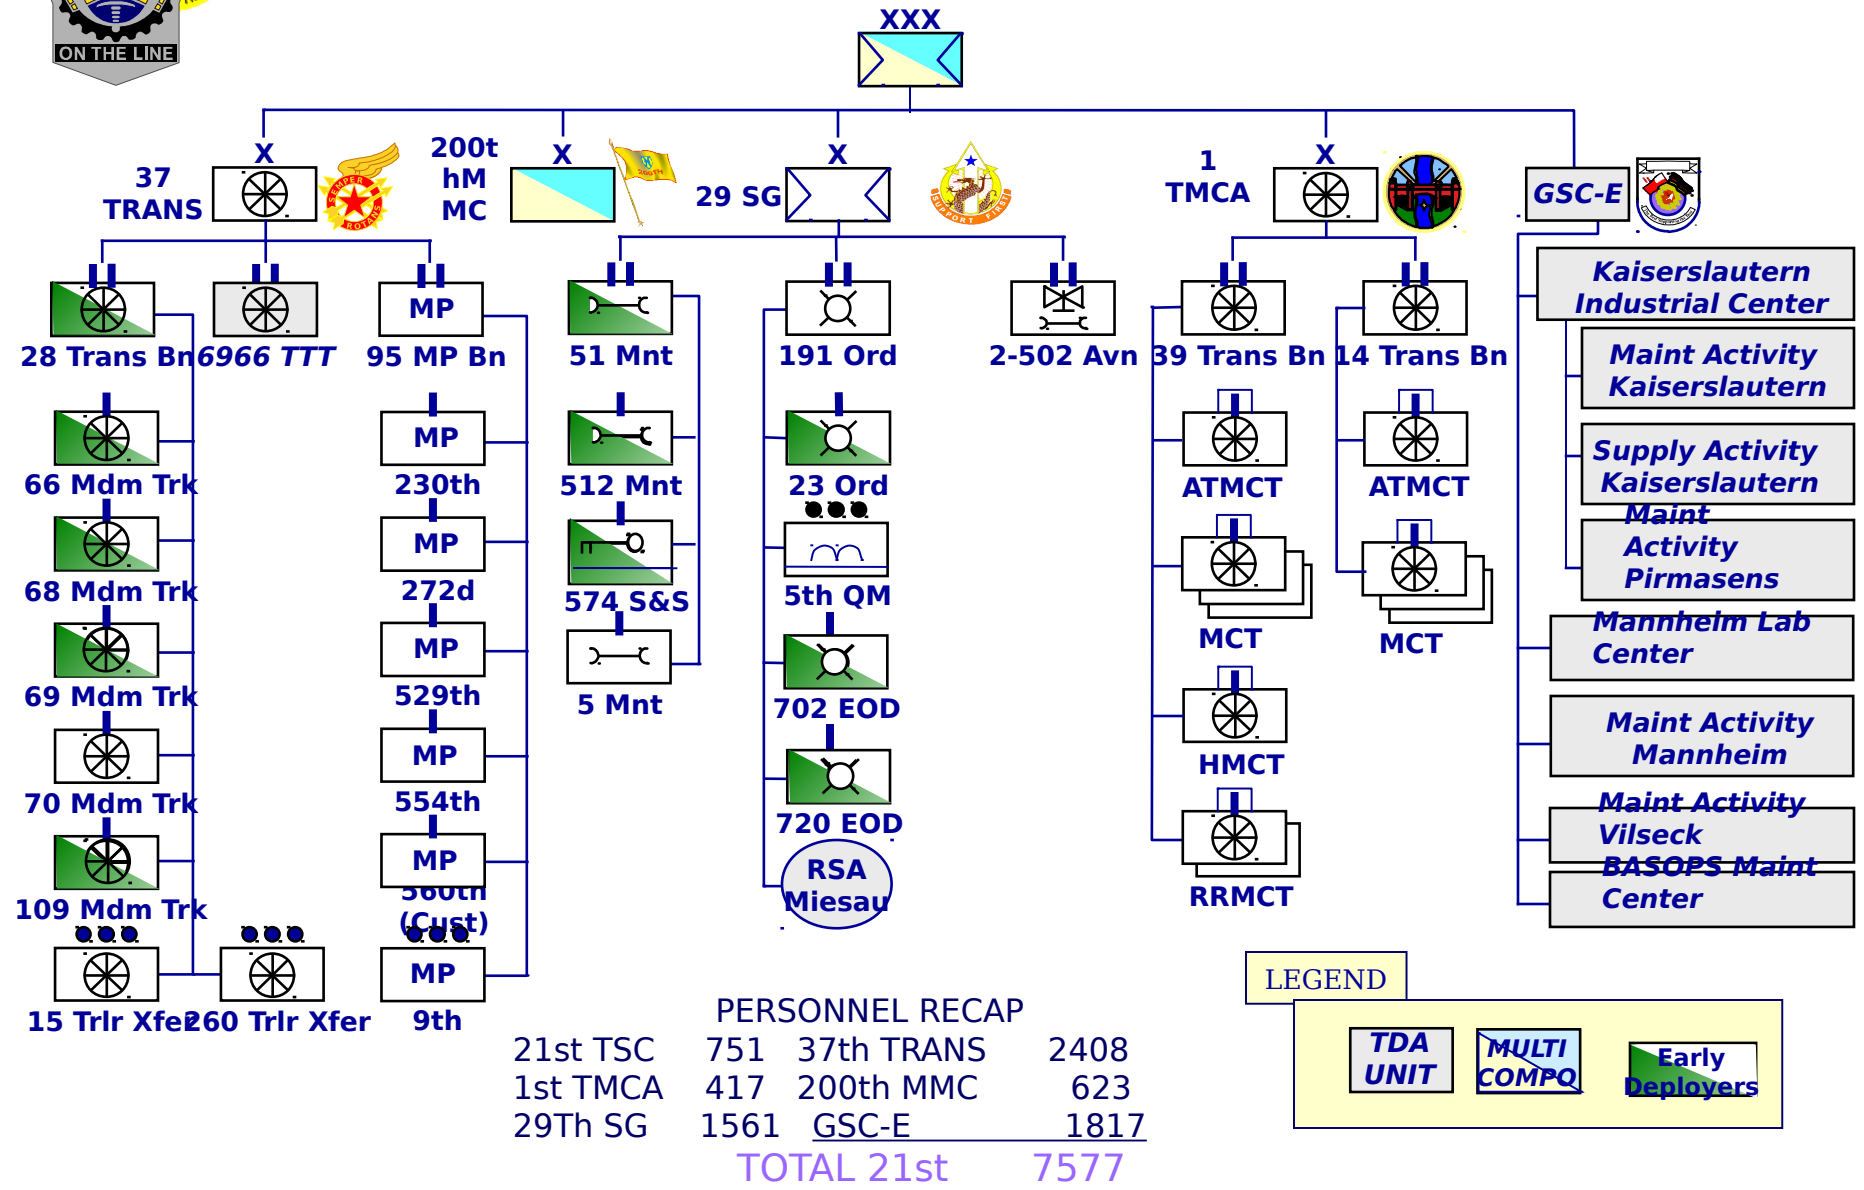 ON THE LINE
XXX
X
37
TRANS
SEMPER
ROTANS
200t
hM
MC
X
200TH
29 SG
X
SUPPORT FIRST
1
TMCA
X
GSC-E
28 Trans Bn
6966 TTT
MP
95 MP Bn
51 Mnt
191 Ord
2-502 Avn
39 Trans Bn
14 Trans Bn
66 Mdm Trk
68 Mdm Trk
69 Mdm Trk
70 Mdm Trk
109 Mdm Trk
15 Trlr Xfer
260 Trlr Xfer
MP
230th
MP
272d
MP
529th
MP
554th
MP
560th
(Cust)
MP
9th
512 Mnt
574 S&S
5 Mnt
23 Ord
5th QM
702 EOD
720 EOD
RSA
Miesau
ATMCT
MCT
HMCT
RRMCT
ATMCT
MCT
Kaiserslautern
Industrial Center
Maint Activity
Kaiserslautern
Supply Activity
Kaiserslautern
Maint
Activity
Pirmasens
Mannheim Lab
Center
Maint Activity
Mannheim
Maint Activity
Vilseck
BASOPS Maint
Center
PERSONNEL RECAP
21st TSC 751 37th TRANS 2408
1st TMCA 417 200th MMC 623
29Th SG 1561 GSC-E 1817
TOTAL 21st 7577
LEGEND
TDA
UNIT
MULTI
COMPO
Early
Deployers